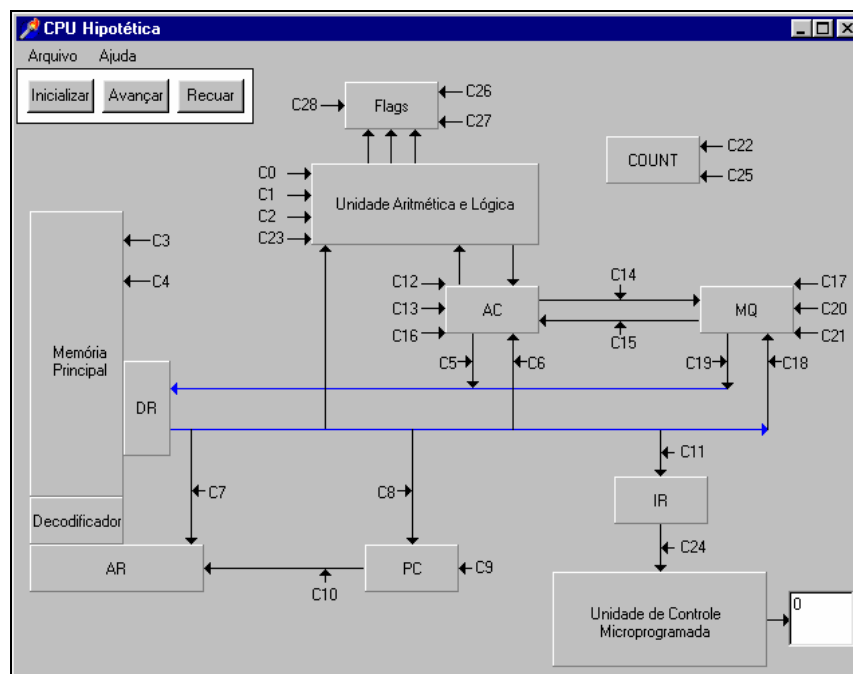 CPU Hipotética
Arquivo Ajuda
Inicializar Avançar Recuar
C28
Flags
C26
C27
COUNT
C22
C25
C0
C1
C2
C23
Unidade Aritmética e Lógica
C3
C4
Memória
Principal
DR
Decodificador
C12
C13
C16
AC
C14
C15
MQ
C17
C20
C21
C5
C6
C19
C18
C7
C8
C11
IR
C24
AR
C10
PC
C9
Unidade de Controle
Microprogramada
0